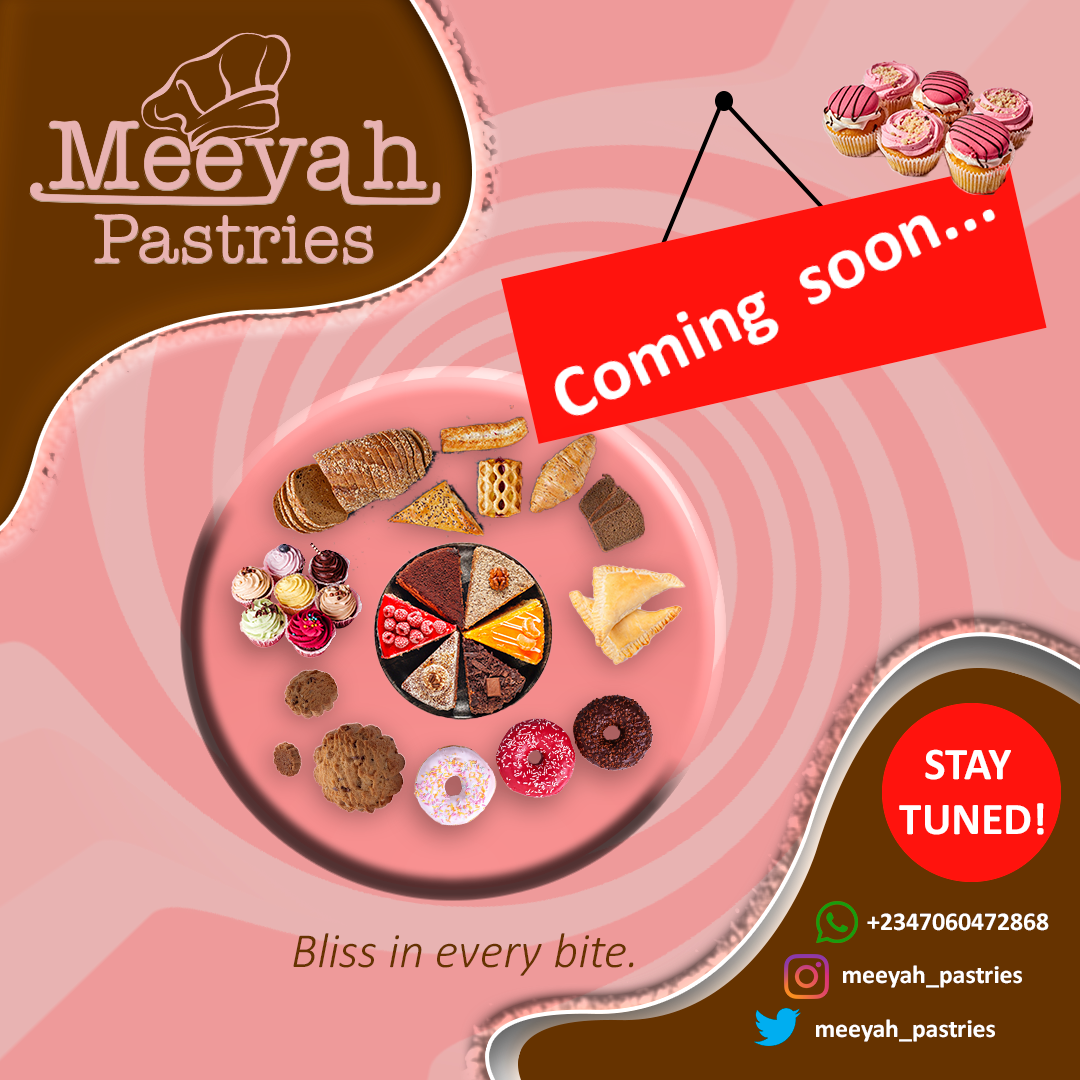 Meeyah
Pastries
Coming soon...
STAY
TUNED!
+2347060472868
meeyah_pastries
meeyah_pastries
Bliss in every bite.